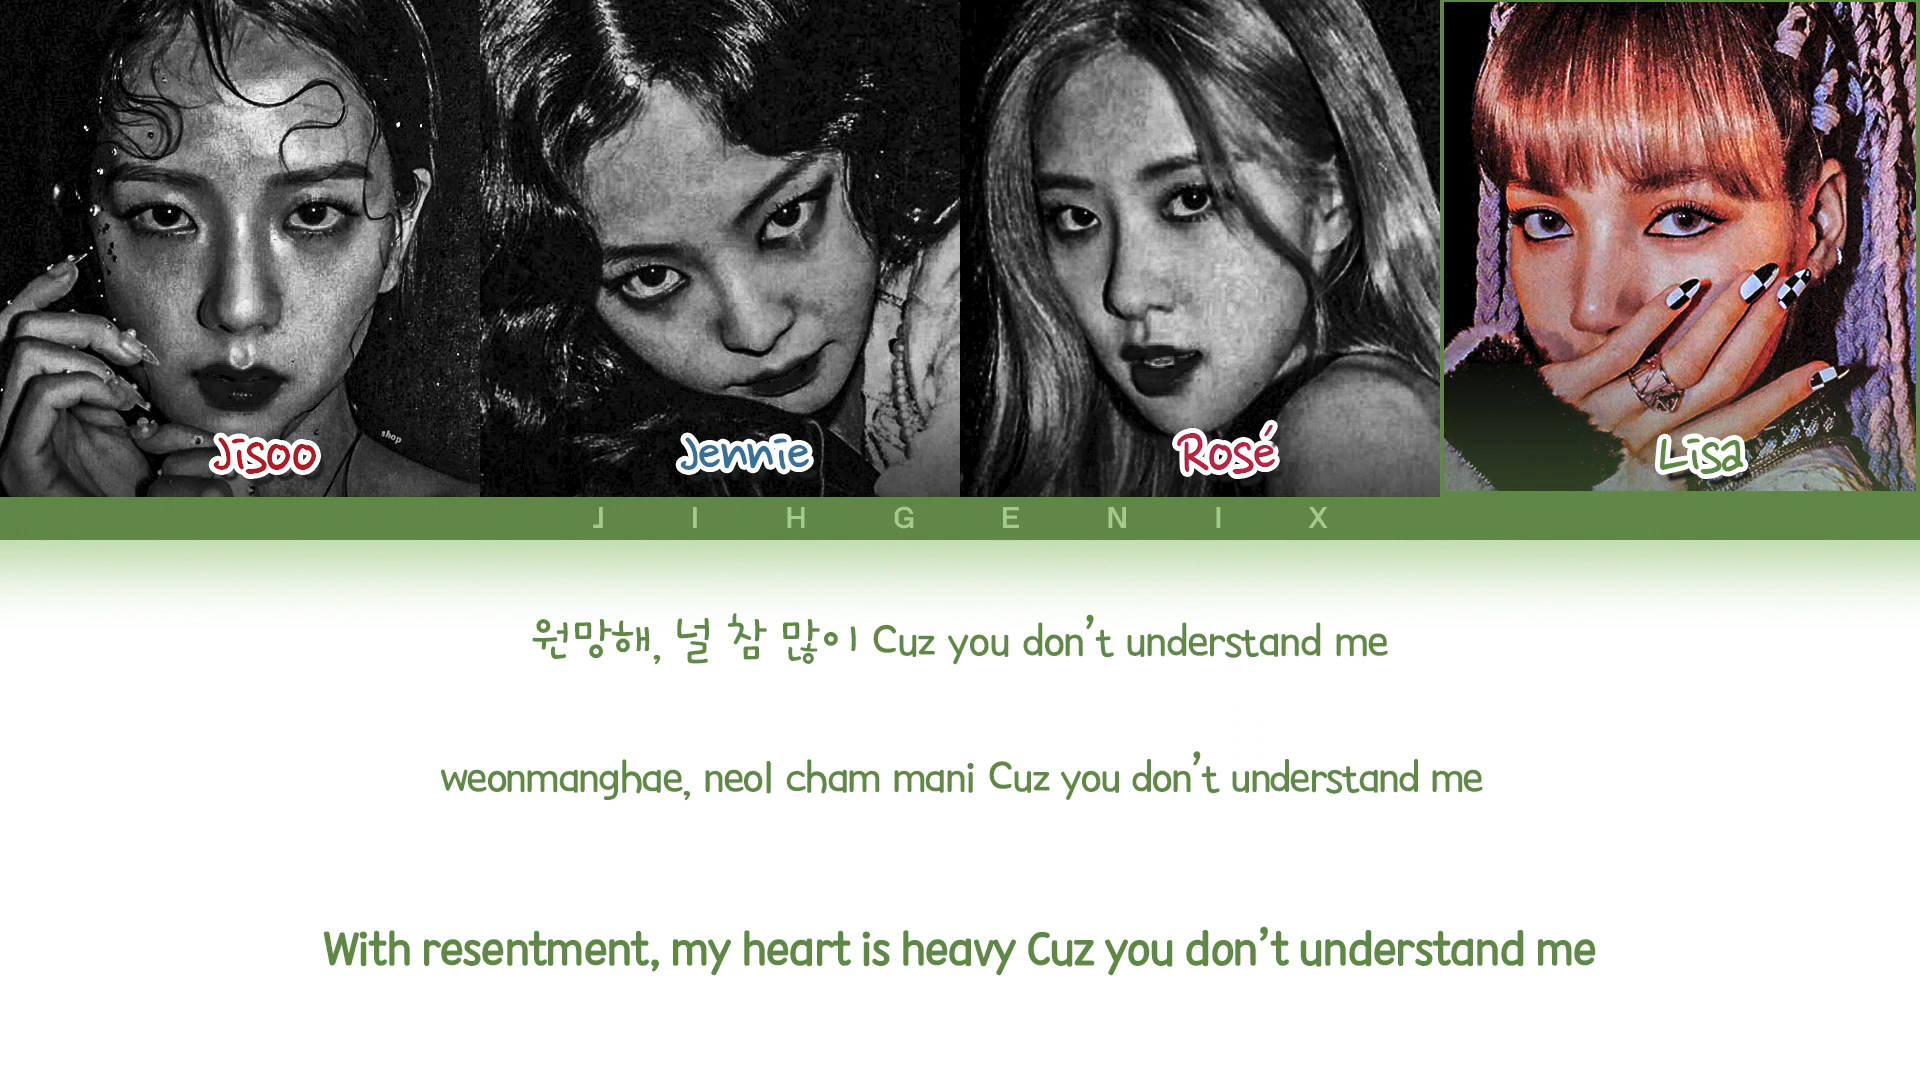 shop
Jisoo
Jennie
Rosé
Lisa
J I H G E N I X
원망해, 널 참 많이 Cuz you don’t understand me
weonmanghae, neol cham mani Cuz you don’t understand me
With resentment, my heart is heavy Cuz you don’t understand me